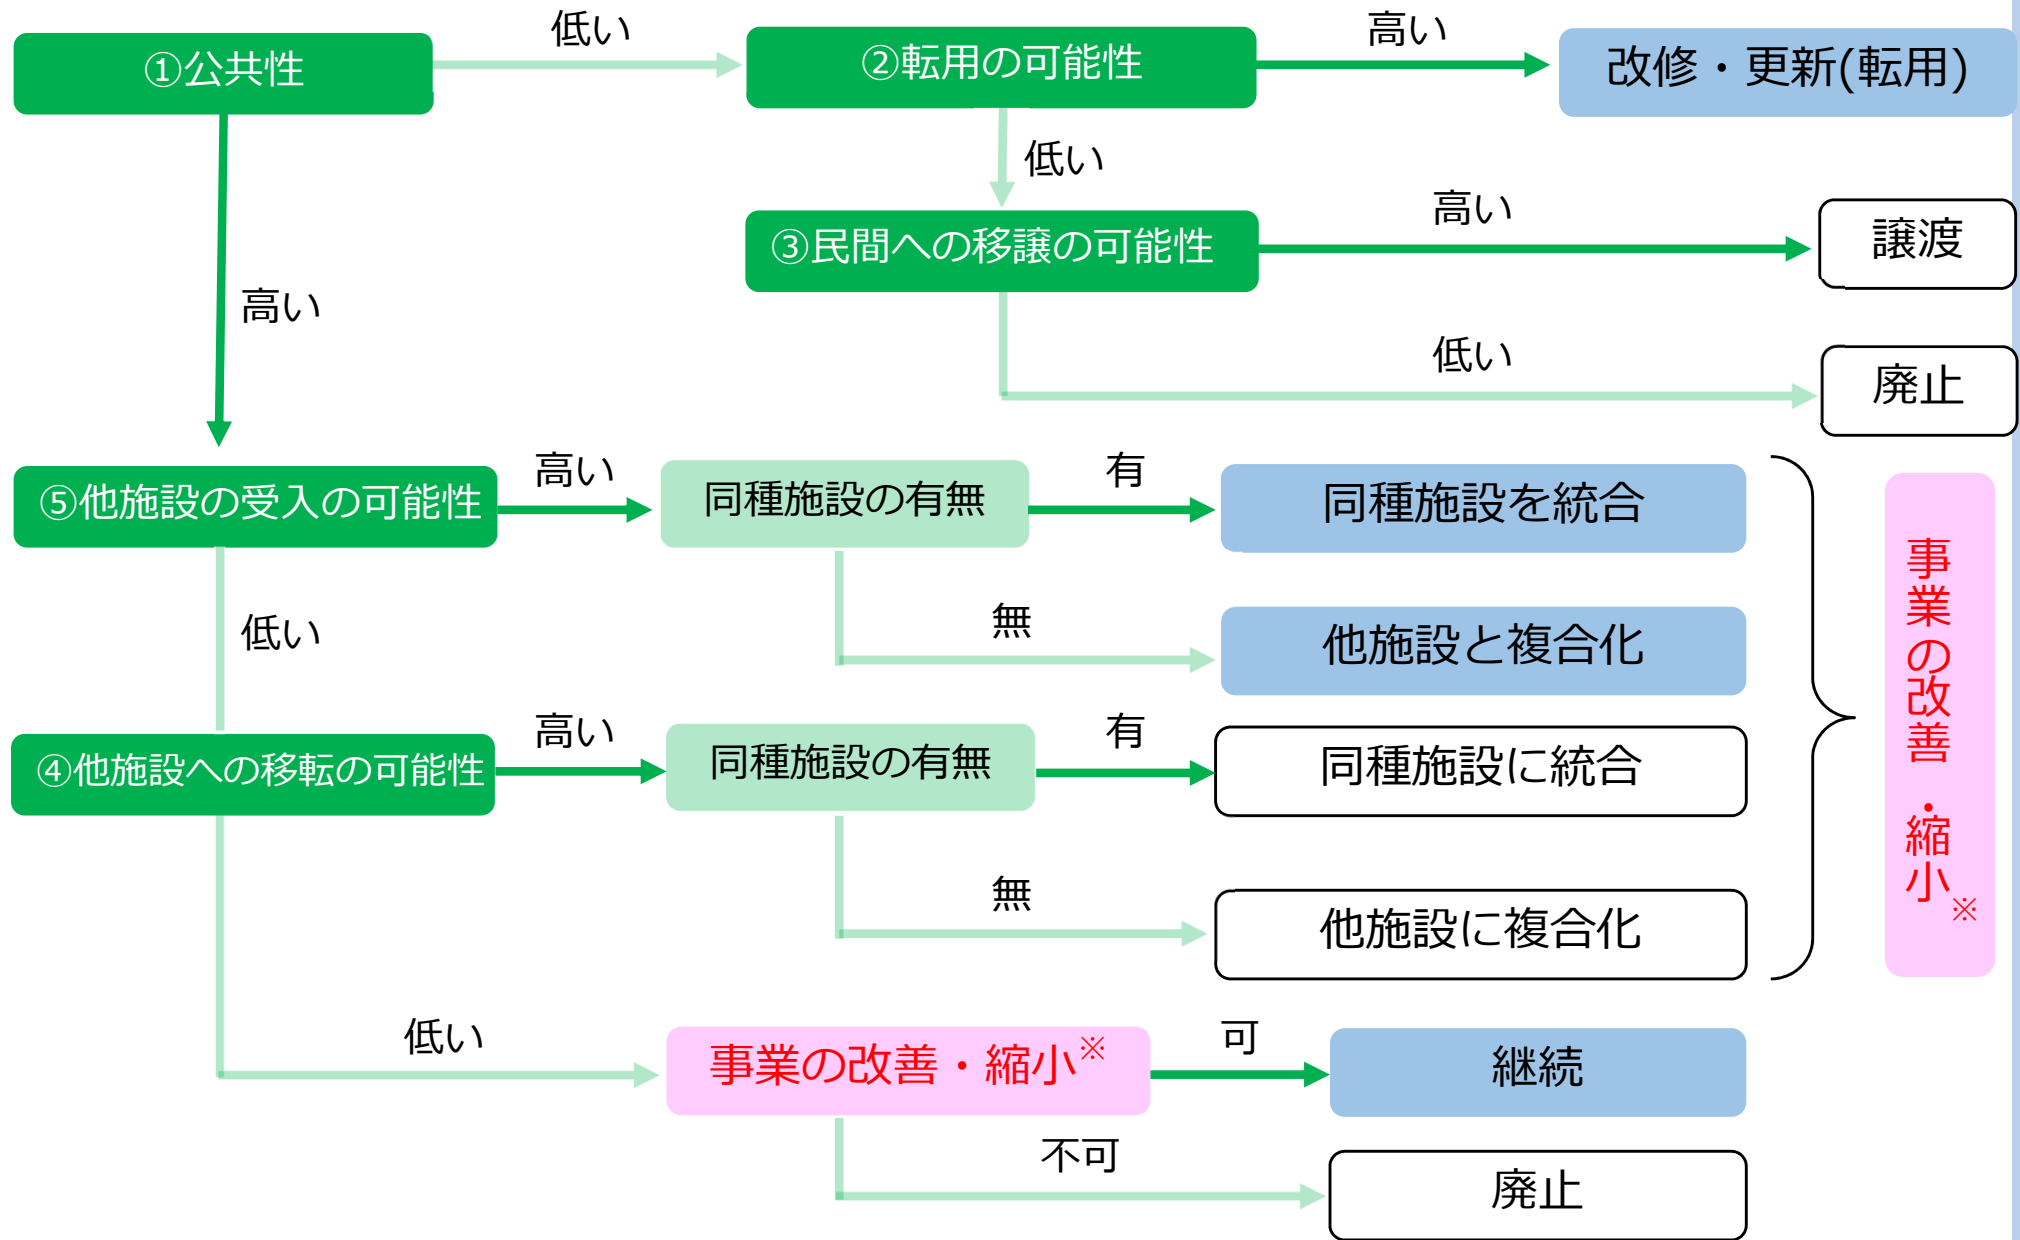 ①公共性
低い
②転用の可能性
高い
改修・更新(転用)
低い
③民間への移譲の可能性
高い
譲渡
高い
低い
廃止
⑤他施設の受入の可能性
高い
同種施設の有無
有
同種施設を統合
無
他施設と複合化
低い
④他施設への移転の可能性
高い
同種施設の有無
有
同種施設に統合
無
他施設に複合化
事業の改善・縮小※
低い
事業の改善・縮小※
可
継続
不可
廃止